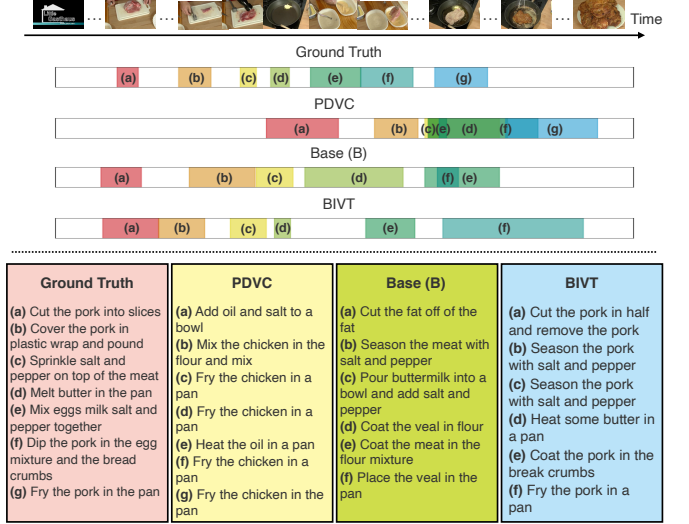 Little
Gasthaus
Time
Ground Truth
(a) (b) (c) (d) (e) (f) (g)
PDVC
(a) (b) (c) (e) (d) (f) (g)
Base (B)
(a) (b) (c) (d) (f) (e)
BIVT
(a) (b) (c) (d) (e) (f)
Ground Truth
(a) Cut the pork into slices
(b) Cover the pork in
plastic wrap and pound
(c) Sprinkle salt and
pepper on top of the meat
(d) Melt butter in the pan
(e) Mix eggs milk salt and
pepper together
(f) Dip the pork in the egg
mixture and the bread
crumbs
(g) Fry the pork in the pan
PDVC
(a) Add oil and salt to a
bowl
(b) Mix the chicken in the
flour and mix
(c) Fry the chicken in a
pan
(d) Fry the chicken in a
pan
(e) Heat the oil in a pan
(f) Fry the chicken in a
pan
(g) Fry the chicken in the
pan
Base (B)
(a) Cut the fat off of the
fat
(b) Season the meat with
salt and pepper
(c) Pour buttermilk into a
bowl and add salt and
pepper
(d) Coat the veal in flour
(e) Coat the meat in the
flour mixture
(f) Place the veal in the
pan
BIVT
(a) Cut the pork in half
and remove the pork
(b) Season the pork
with salt and pepper
(c) Season the pork
with salt and pepper
(d) Heat some butter in
a pan
(e) Coat the pork in the
break crumbs
(f) Fry the pork in a
pan